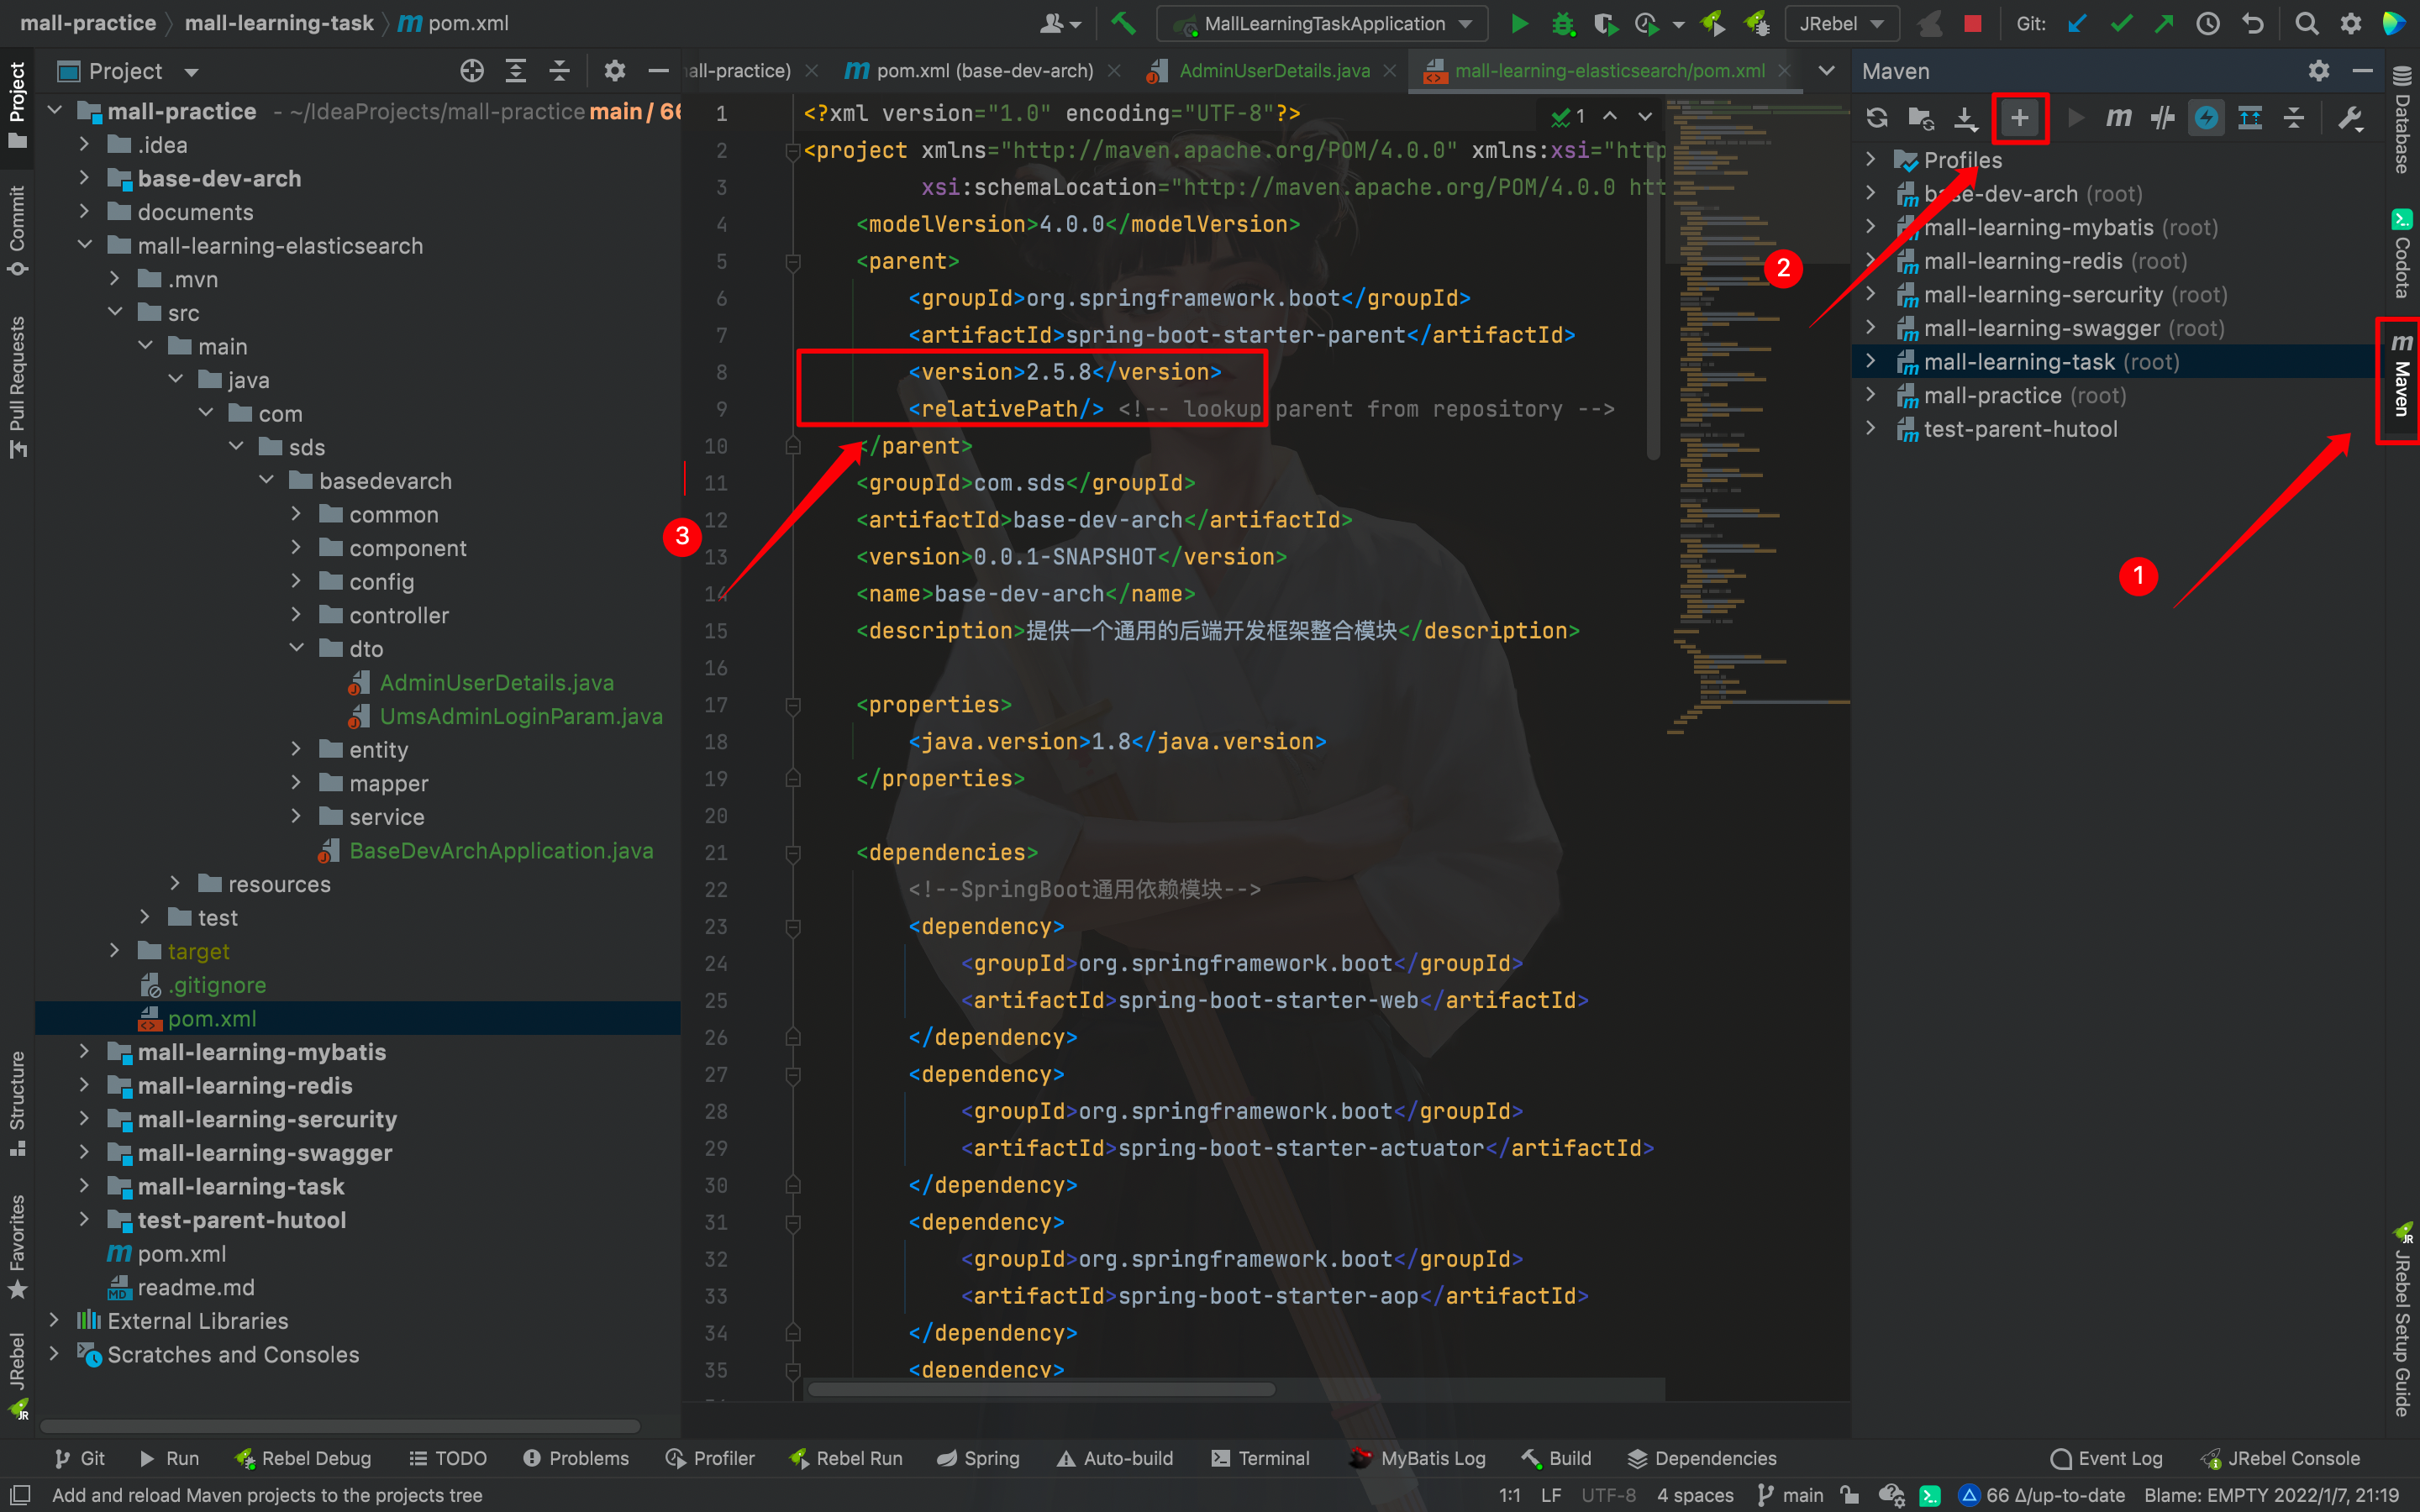 mall-practice mall-learning-task pom.xml
MallLearningTaskApplication JRebel Git:
Project
all-practice) pom.xml (base-dev-arch) AdminUserDetails.java mall-learning-elasticsearch/pom.xml
Maven
Project
Commit
Pull Requests
Structure
Favorites
JRebel
mall-practice - ~/IdeaProjects/mall-practice main / 66
.idea
base-dev-arch
documents
mall-learning-elasticsearch
.mvn
src
main
java
com
sds
basedevarch
common
component
config
controller
dto
AdminUserDetails.java
UmsAdminLoginParam.java
entity
mapper
service
BaseDevArchApplication.java
resources
test
target
.gitignore
pom.xml
mall-learning-mybatis
mall-learning-redis
mall-learning-sercurity
mall-learning-swagger
mall-learning-task
test-parent-hutool
pom.xml
readme.md
External Libraries
Scratches and Consoles
1 <?xml version="1.0" encoding="UTF-8"?>
2 <project xmlns="http://maven.apache.org/POM/4.0.0" xmlns:xsi="http
3 xsi:schemaLocation="http://maven.apache.org/POM/4.0.0 htt
4 <modelVersion>4.0.0</modelVersion>
5 <parent>
6 <groupId>org.springframework.boot</groupId>
7 <artifactId>spring-boot-starter-parent</artifactId>
8 <version>2.5.8</version>
9 <relativePath/> <!-- lookup parent from repository -->
10 </parent>
11 <groupId>com.sds</groupId>
12 <artifactId>base-dev-arch</artifactId>
13 <version>0.0.1-SNAPSHOT</version>
14 <name>base-dev-arch</name>
15 <description>提供一个通用的后端开发框架整合模块</description>
16
17 <properties>
18 <java.version>1.8</java.version>
19 </properties>
20
21 <dependencies>
22 <!--SpringBoot通用依赖模块-->
23 <dependency>
24 <groupId>org.springframework.boot</groupId>
25 <artifactId>spring-boot-starter-web</artifactId>
26 </dependency>
27 <dependency>
28 <groupId>org.springframework.boot</groupId>
29 <artifactId>spring-boot-starter-actuator</artifactId>
30 </dependency>
31 <dependency>
32 <groupId>org.springframework.boot</groupId>
33 <artifactId>spring-boot-starter-aop</artifactId>
34 </dependency>
35 <dependency>
1
3
2
1
Profiles
base-dev-arch (root)
mall-learning-mybatis (root)
mall-learning-redis (root)
mall-learning-sercurity (root)
mall-learning-swagger (root)
mall-learning-task (root)
mall-practice (root)
test-parent-hutool
Database
Codota
Maven
JRebel Setup Guide
Git Run Rebel Debug TODO Problems Profiler Rebel Run Spring Auto-build Terminal MyBatis Log Build Dependencies Event Log JRebel Console
Add and reload Maven projects to the projects tree 1:1 LF UTF-8 4 spaces main 66 Δ/up-to-date Blame: EMPTY 2022/1/7, 21:19